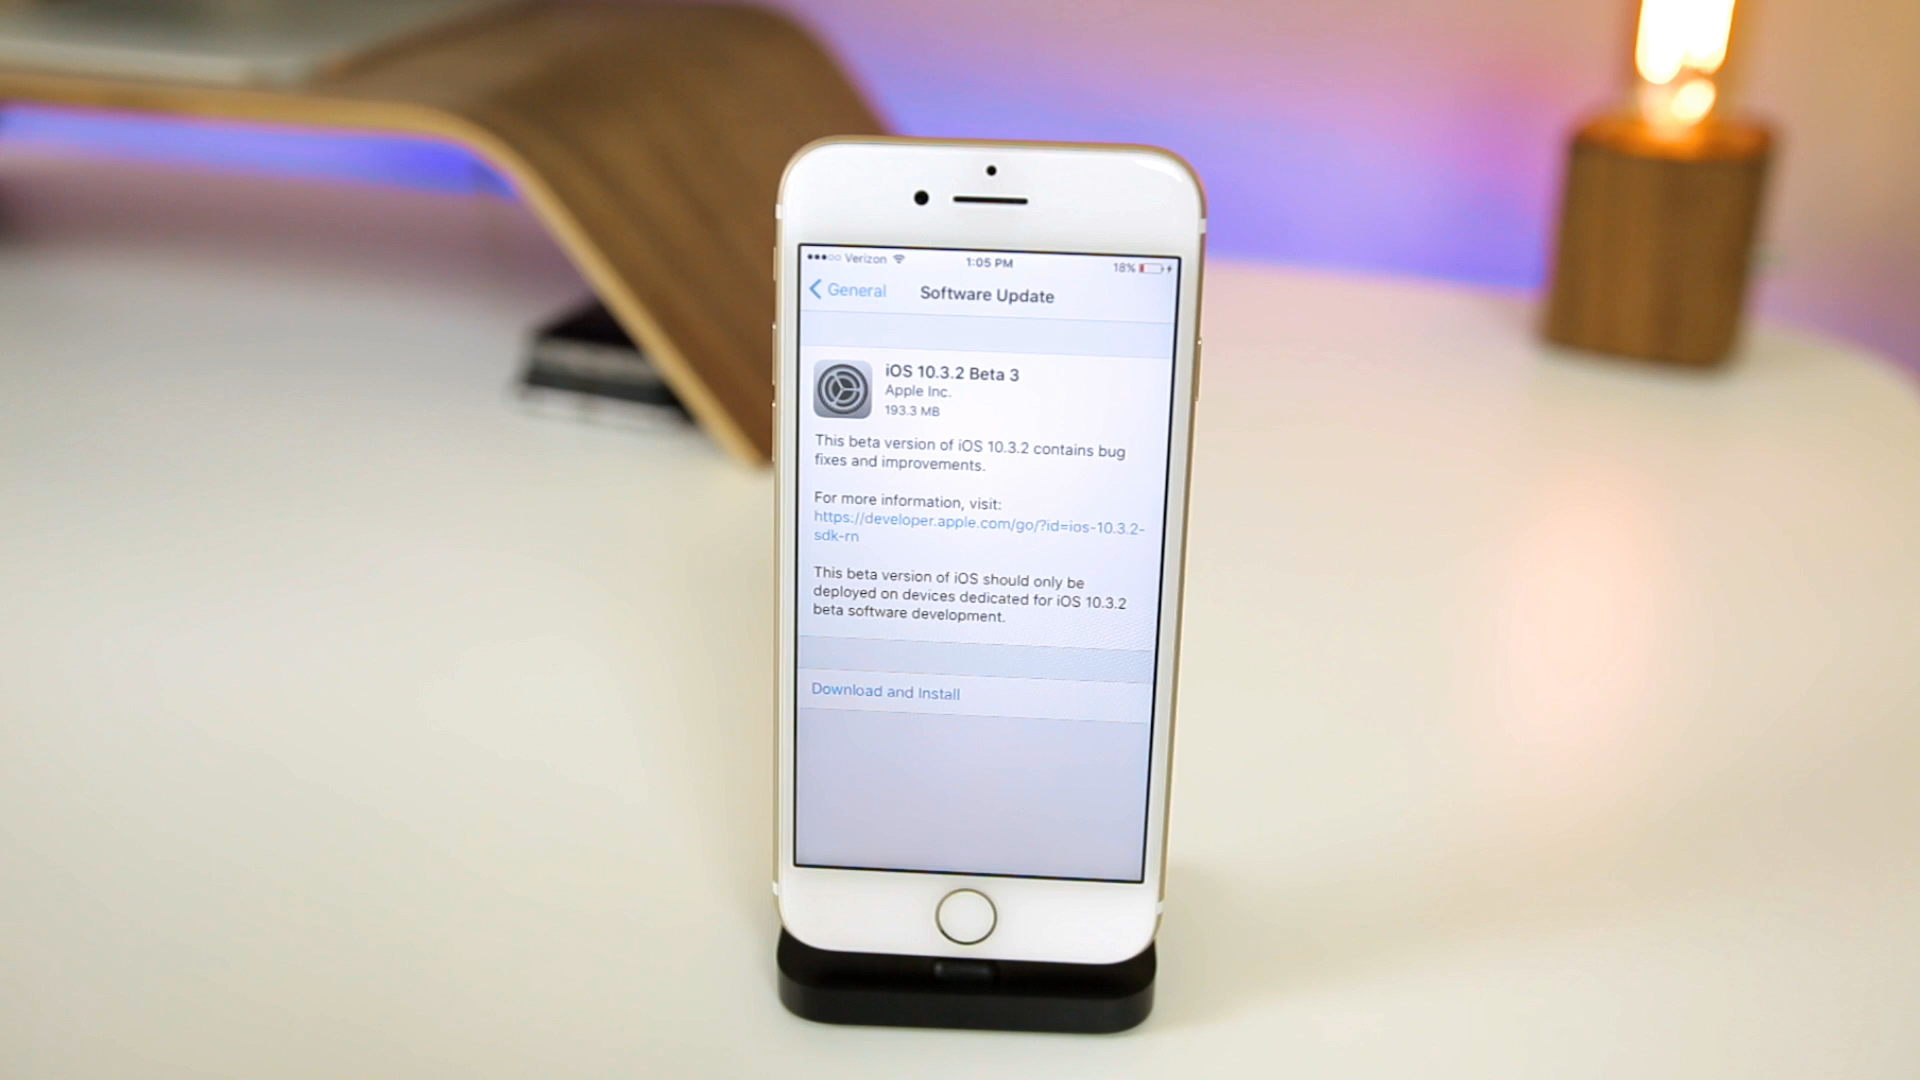 Verizon 1:05 PM 18%
General Software Update
iOS 10.3.2 Beta 3
Apple Inc.
193.3 MB
This beta version of iOS 10.3.2 contains bug
fixes and improvements.
For more information, visit:
https://developer.apple.com/go/?id=ios-10.3.2-
sdk-rn
This beta version of iOS should only be
deployed on devices dedicated for iOS 10.3.2
beta software development.
Download and Install